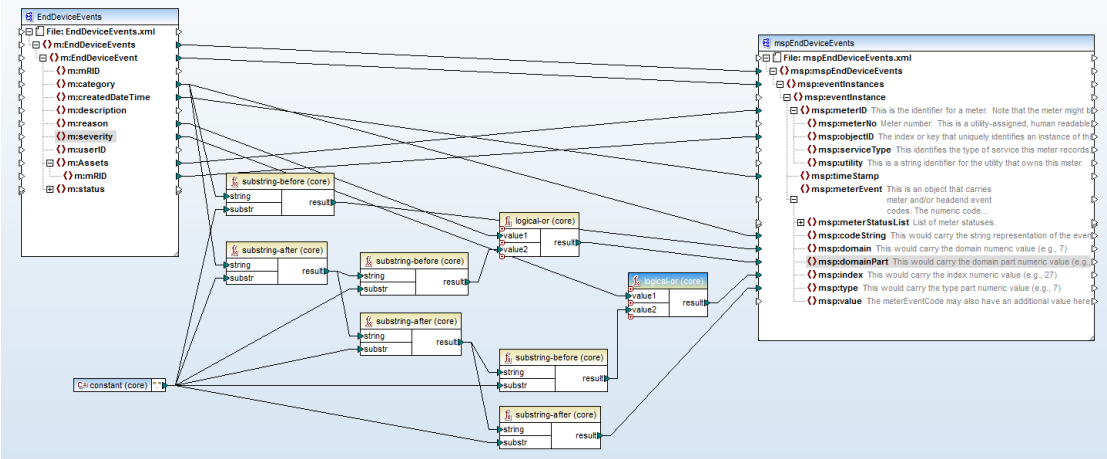 EndDeviceEvents
File: EndDeviceEvents.xml
m:EndDeviceEvents
m:EndDeviceEvent
m:mRID
m:category
m:createdDateTime
m:description
m:reason
m:severity
m:userID
m:Assets
m:mRID
m:status
substring-before (core)
string
substr
result
substring-after (core)
string
substr
result
substring-before (core)
string
substr
result
substring-after (core)
string
substr
result
constant (core) "."
logical-or (core)
value1
value2
result
logical-or (core)
value1
value2
result
substring-before (core)
string
substr
result
substring-after (core)
string
substr
result
mspEndDeviceEvents
File: mspEndDeviceEvents.xml
msp:mspEndDeviceEvents
msp:eventInstances
msp:eventInstance
msp:meterID This is the identifier for a meter. Note that the meter might b
msp:meterNo Meter number. This is a utility-assigned, human readable
msp:objectID The index or key that uniquely identifies an instance of thi
msp:serviceType This identifies the type of service this meter records.
msp:utility This is a string identifier for the utility that owns this meter.
msp:timeStamp
msp:meterEvent This is an object that carries
meter and/or headend event
codes. The numeric code...
msp:meterStatusList List of meter statuses.
msp:codeString This would carry the string representation of the even
msp:domain This would carry the domain numeric value (e.g., 7)
msp:domainPart This would carry the domain part numeric value (e.g.,
msp:index This would carry the index numeric value (e.g., 27)
msp:type This would carry the type part numeric value (e.g., 7)
msp:value The meterEventCode may also have an additional value here